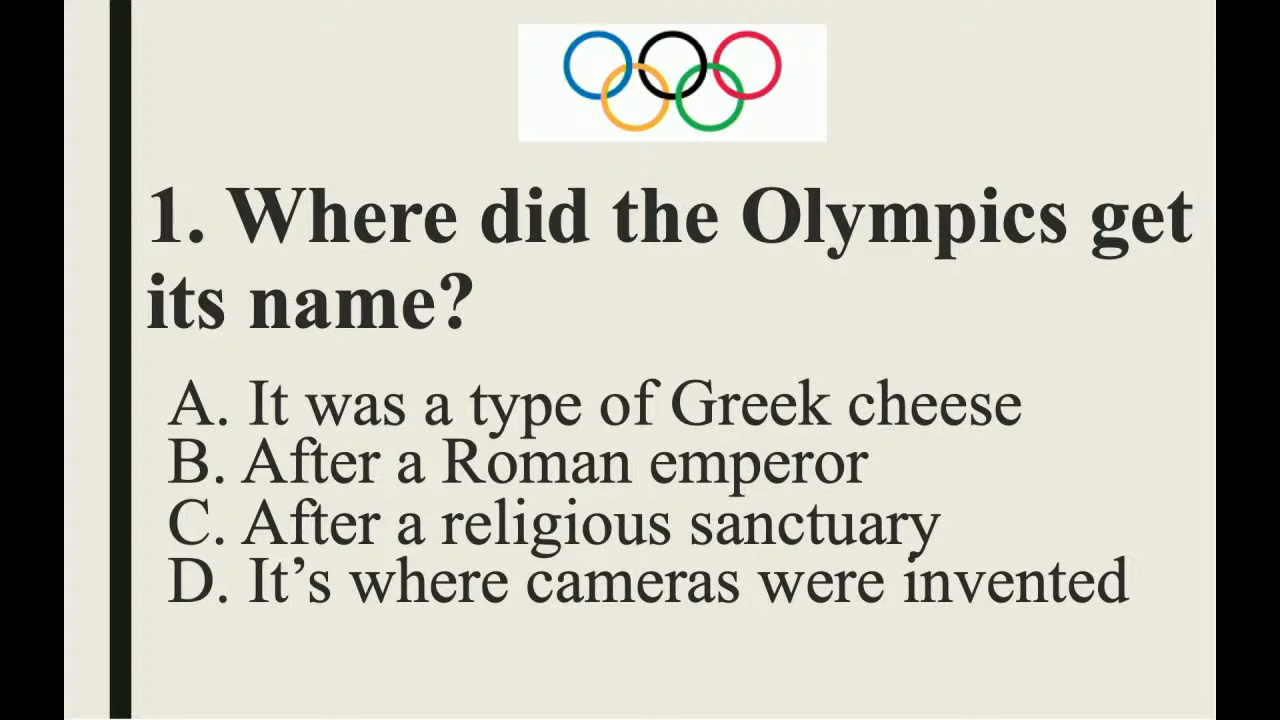 1. Where did the Olympics get
its name?
A. It was a type of Greek cheese
B. After a Roman emperor
C. After a religious sanctuary
D. It’s where cameras were invented